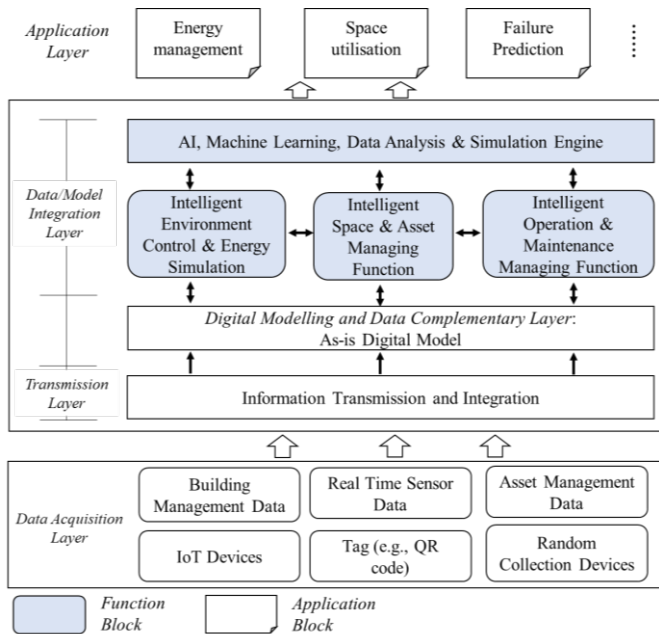 Application
Layer
Energy
management
Space
utilisation
Failure
Prediction
AI, Machine Learning, Data Analysis & Simulation Engine
Data/Model
Integration
Layer
Intelligent
Environment
Control & Energy
Simulation
Intelligent
Space & Asset
Managing
Function
Intelligent
Operation &
Maintenance
Managing Function
Digital Modelling and Data Complementary Layer:
As-is Digital Model
Transmission
Layer
Information Transmission and Integration
Data Acquisition
Layer
Building
Management Data
Real Time Sensor
Data
Asset Management
Data
IoT Devices
Tag (e.g., QR
code)
Random
Collection Devices
Function
Block
Application
Block